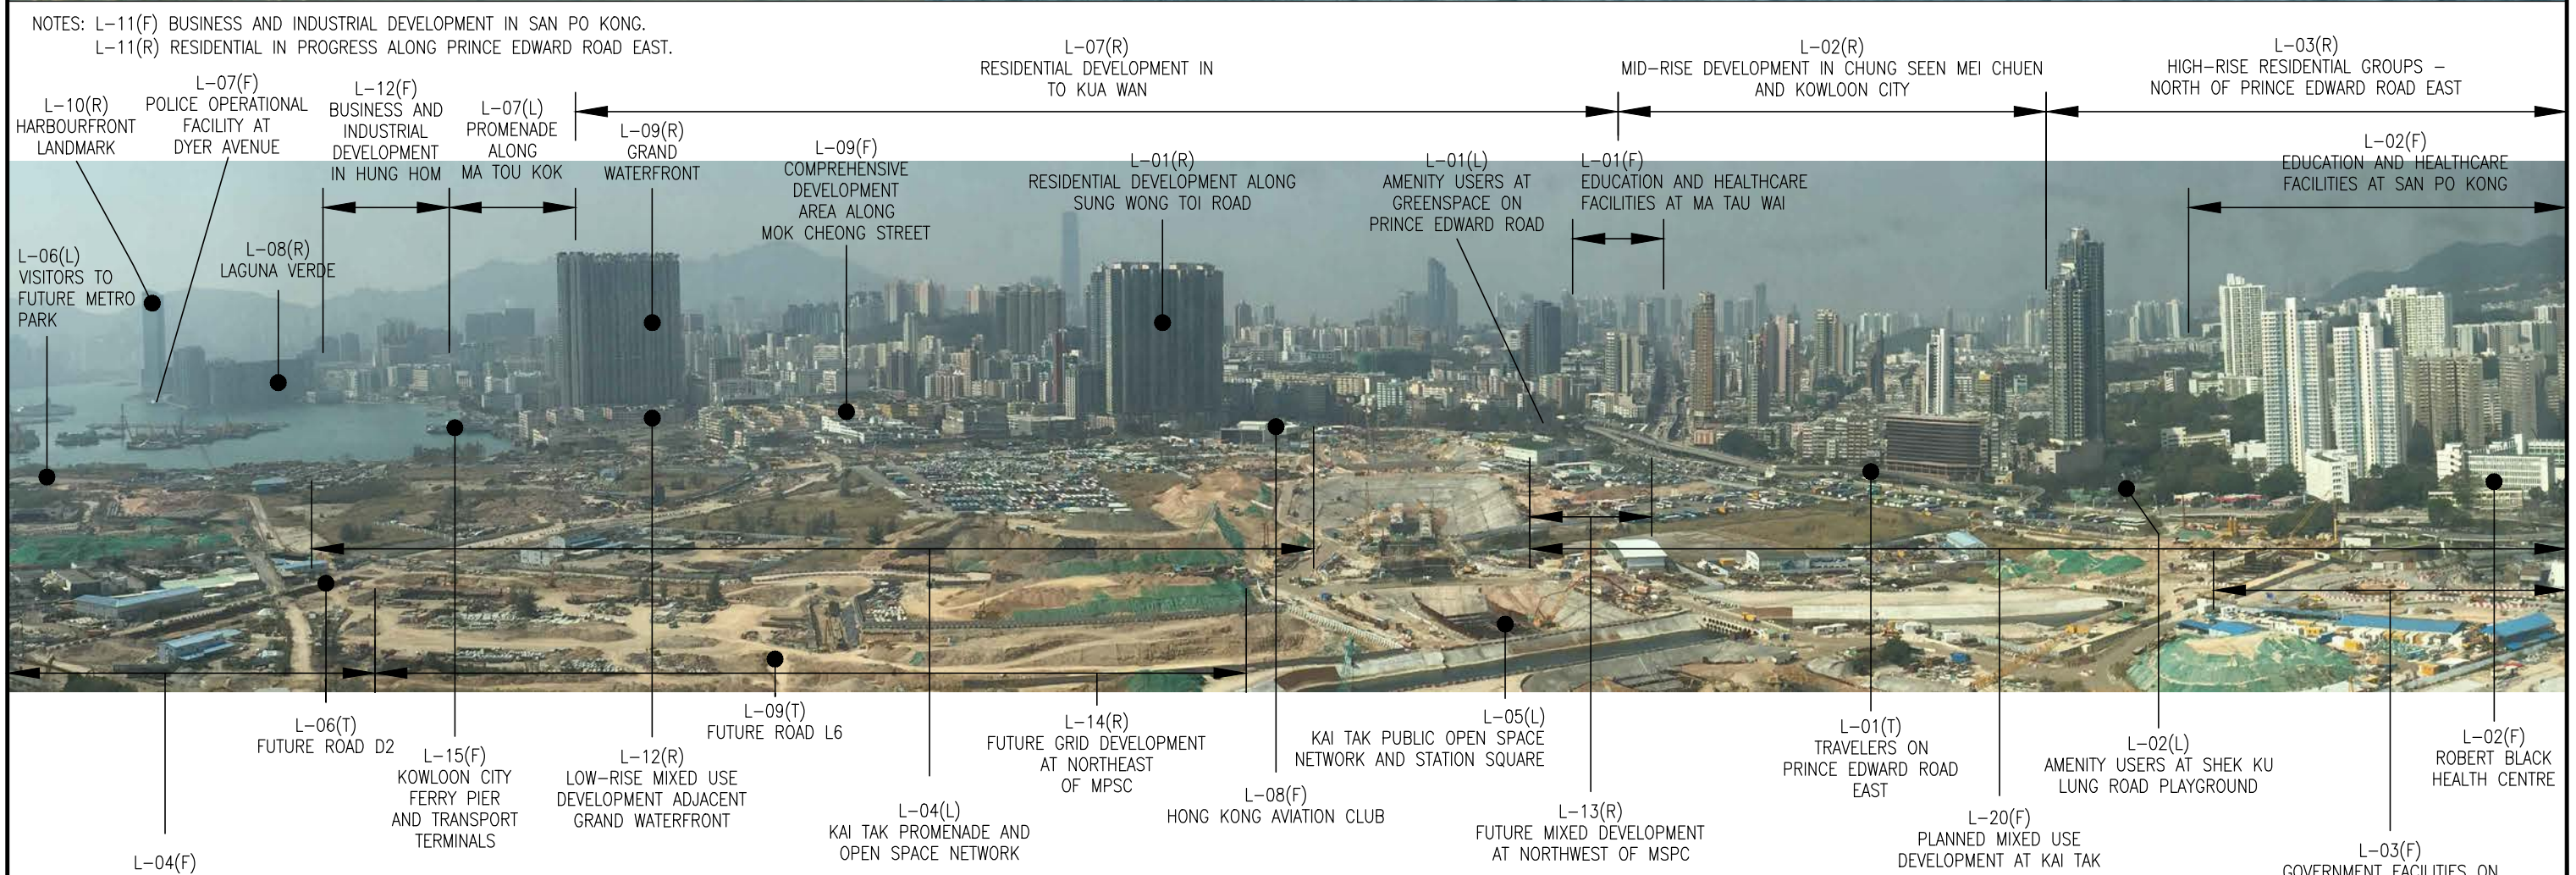 NOTES: L-11(F) BUSINESS AND INDUSTRIAL DEVELOPMENT IN SAN PO KONG.
L-11(R) RESIDENTIAL IN PROGRESS ALONG PRINCE EDWARD ROAD EAST.
L-10(R)
HARBOURFRONT
LANDMARK
L-07(F)
POLICE OPERATIONAL
FACILITY AT
DYER AVENUE
L-12(F)
BUSINESS AND
INDUSTRIAL
DEVELOPMENT
IN HUNG HOM
L-07(L)
PROMENADE
ALONG
MA TOU KOK
L-07(R)
RESIDENTIAL DEVELOPMENT IN
TO KUA WAN
L-02(R)
MID-RISE DEVELOPMENT IN CHUNG SEEN MEI CHUEN
AND KOWLOON CITY
L-03(R)
HIGH-RISE RESIDENTIAL GROUPS -
NORTH OF PRINCE EDWARD ROAD EAST
L-09(R)
GRAND
WATERFRONT
L-09(F)
COMPREHENSIVE
DEVELOPMENT
AREA ALONG
MOK CHEONG STREET
L-01(R)
RESIDENTIAL DEVELOPMENT ALONG
SUNG WONG TOI ROAD
L-01(L)
AMENITY USERS AT
GREENSPACE ON
PRINCE EDWARD ROAD
L-01(F)
EDUCATION AND HEALTHCARE
FACILITIES AT MA TAU WAI
L-02(F)
EDUCATION AND HEALTHCARE
FACILITIES AT SAN PO KONG
L-06(L)
VISITORS TO
FUTURE METRO
PARK
L-08(R)
LAGUNA VERDE
L-04(F)
L-06(T)
FUTURE ROAD D2
L-15(F)
KOWLOON CITY
FERRY PIER
AND TRANSPORT
TERMINALS
L-12(R)
LOW-RISE MIXED USE
DEVELOPMENT ADJACENT
GRAND WATERFRONT
L-09(T)
FUTURE ROAD L6
L-04(L)
KAI TAK PROMENADE AND
OPEN SPACE NETWORK
L-14(R)
FUTURE GRID DEVELOPMENT
AT NORTHEAST
OF MPSC
L-08(F)
HONG KONG AVIATION CLUB
L-05(L)
KAI TAK PUBLIC OPEN SPACE
NETWORK AND STATION SQUARE
L-13(R)
FUTURE MIXED DEVELOPMENT
AT NORTHWEST OF MSPC
L-01(T)
TRAVELERS ON
PRINCE EDWARD ROAD
EAST
L-20(F)
PLANNED MIXED USE
DEVELOPMENT AT KAI TAK
L-02(L)
AMENITY USERS AT SHEK KU
LUNG ROAD PLAYGROUND
L-03(F)
GOVERNMENT FACILITIES ON
L-02(F)
ROBERT BLACK
HEALTH CENTRE